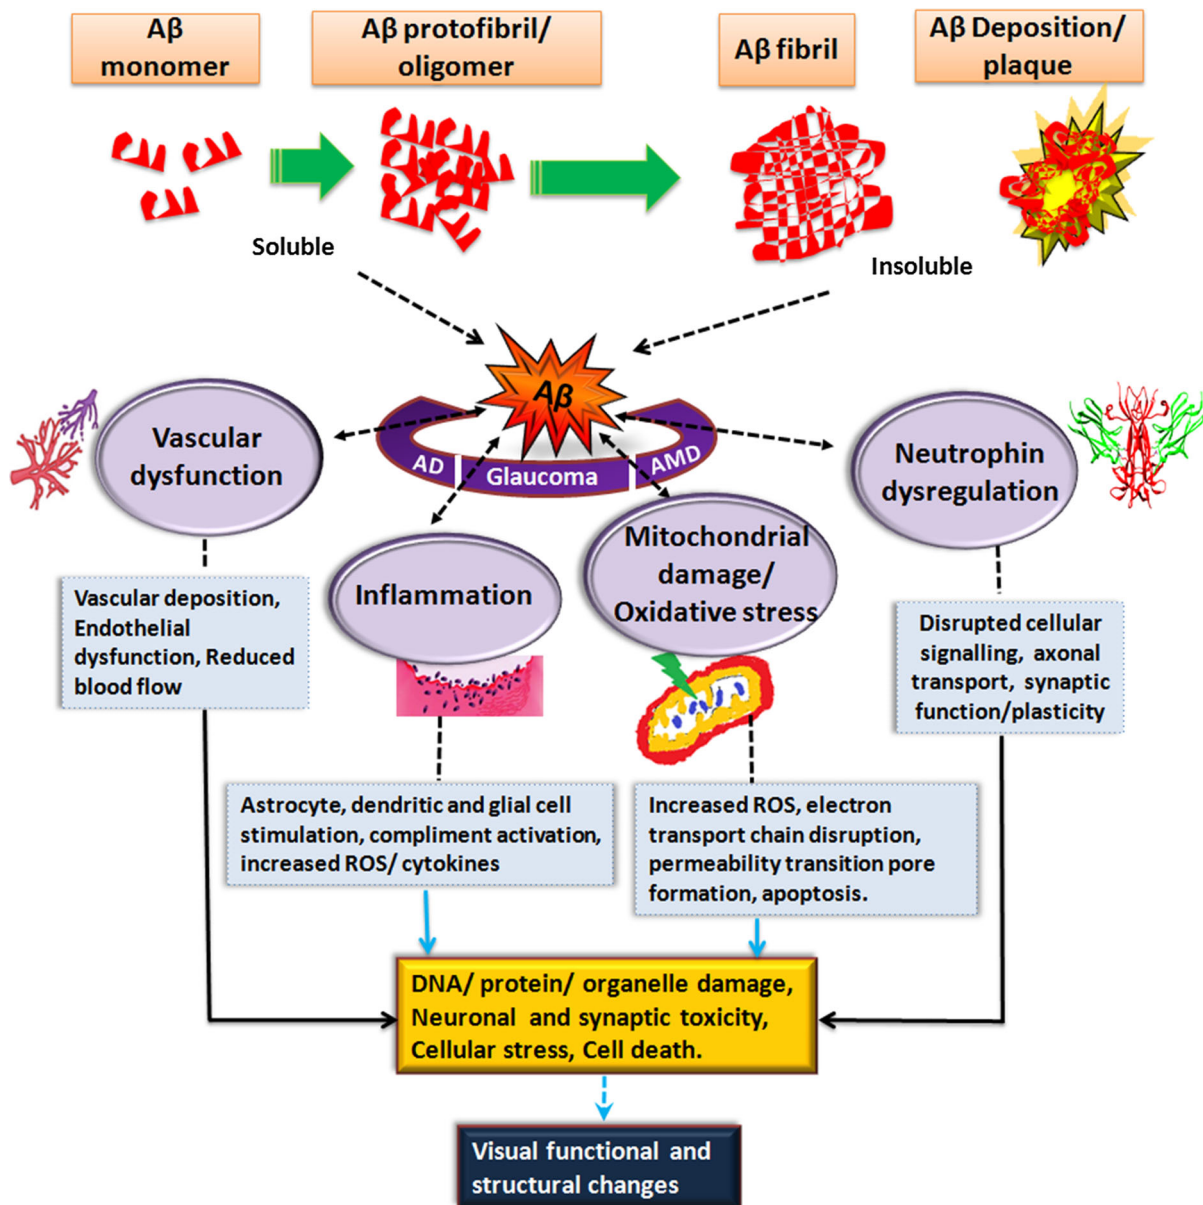 Aβ
monomer
Aβ protofibril/
oligomer
Aβ fibril
Aβ Deposition/
plaque
Soluble
Insoluble
Aβ
AD
Glaucoma
AMD
Vascular
dysfunction
Neutrophin
dysregulation
Inflammation
Mitochondrial
damage/
Oxidative stress
Vascular deposition,
Endothelial
dysfunction, Reduced
blood flow
Disrupted cellular
signalling, axonal
transport, synaptic
function/plasticity
Astrocyte, dendritic and glial cell
stimulation, compliment activation,
increased ROS/ cytokines
Increased ROS, electron
transport chain disruption,
permeability transition pore
formation, apoptosis.
DNA/ protein/ organelle damage,
Neuronal and synaptic toxicity,
Cellular stress, Cell death.
Visual functional and
structural changes